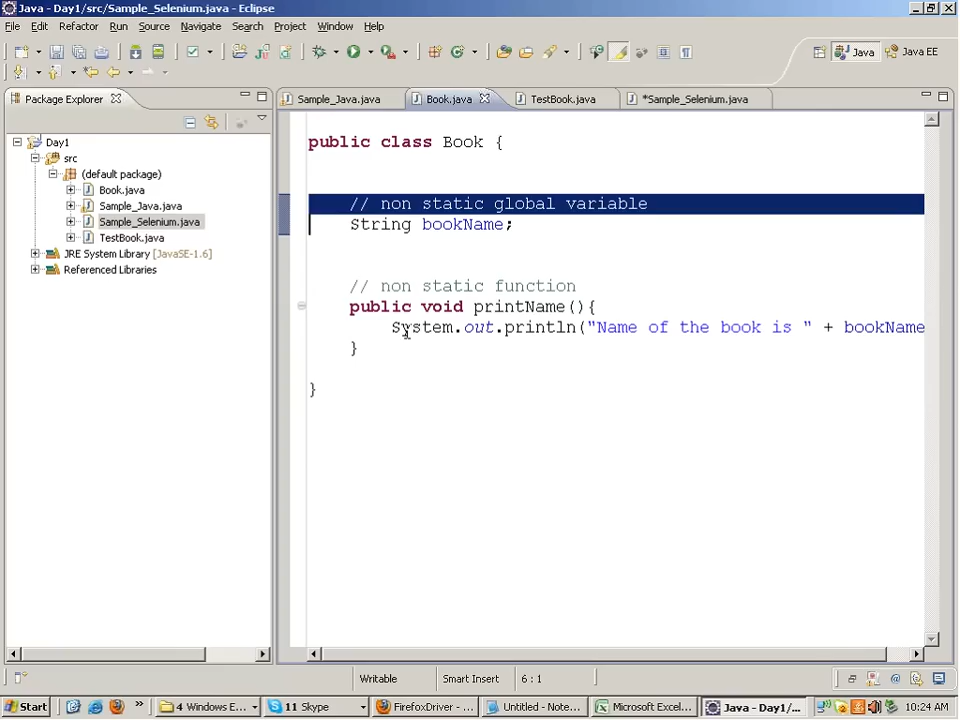 Java - Day1/src/Sample_Selenium.java - Eclipse
File Edit Refactor Run Source Navigate Search Project Window Help
Java Java EE
Package Explorer
Sample_Java.java Book.java TestBook.java *Sample_Selenium.java
Day1
src
(default package)
Book.java
Sample_Java.java
Sample_Selenium.java
TestBook.java
JRE System Library [JavaSE-1.6]
Referenced Libraries
public class Book {
// non static global variable
String bookName;
// non static function
public void printName(){
System.out.println("Name of the book is " + bookName
}
}
Writable Smart Insert 6 : 1
Start 4 Windows E... 11 Skype FirefoxDriver - ... Untitled - Note... Microsoft Excel... Java - Day1/... 10:24 AM